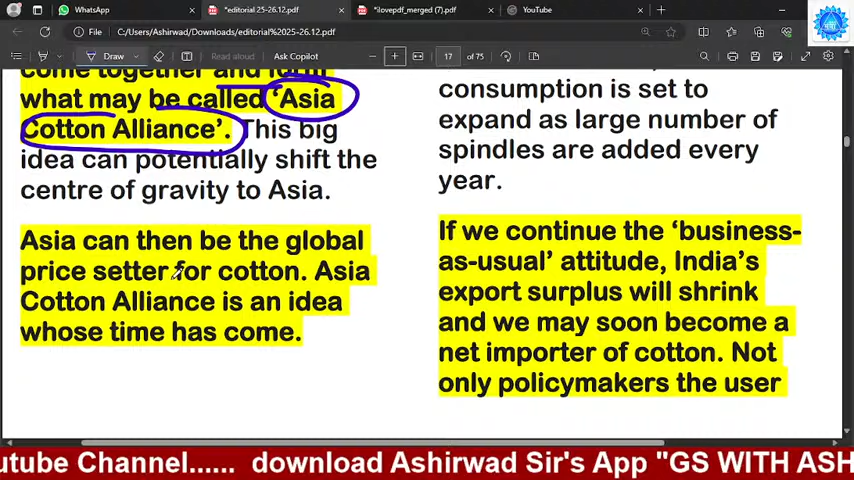 WhatsApp
*editorial 25-26.12.pdf
*ilovepdf_merged (7).pdf
YouTube
File
C:/Users/Ashirwad/Downloads/editorial%2025-26.12.pdf
Draw
Read aloud
Ask Copilot
17
of 75
come together and form
what may be called 'Asia
Cotton Alliance'. This big
idea can potentially shift the
centre of gravity to Asia.
Asia can then be the global
price setter for cotton. Asia
Cotton Alliance is an idea
whose time has come.
consumption is set to
expand as large number of
spindles are added every
year.
If we continue the 'business-
as-usual' attitude, India's
export surplus will shrink
and we may soon become a
net importer of cotton. Not
only policymakers the user
utube Channel...... download Ashirwad Sir's App "GS WITH ASH